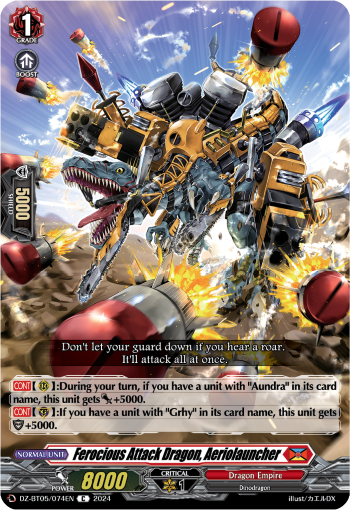 1
GRADE
BOOST
5000
SHIELD
Don't let your guard down if you hear a roar.
It'll attack all at once.
CONT【 】:During your turn, if you have a unit with "Aundra" in its card
name, this unit gets +5000.
CONT【 】:If you have a unit with "Grhy" in its card name, this unit gets
+5000.
NORMAL UNIT
Ferocious Attack Dragon, Aeriolauncher
POWER 8000
CRITICAL
1
Dragon Empire
Dinodragon
DZ-BT05/074EN C 2024
illust/カエルDX